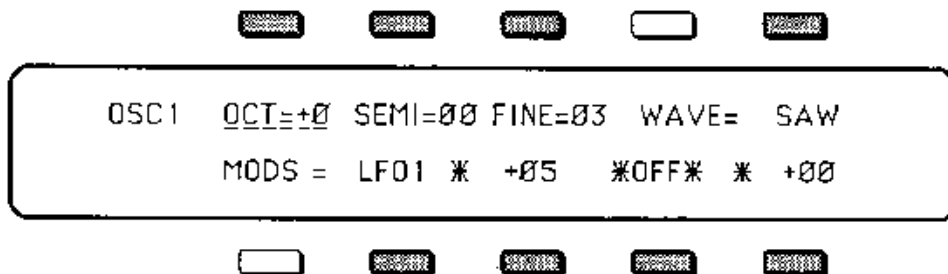 OSC1 OCT=+0 SEMI=00 FINE=03 WAVE= SAW
MODS = LFO1 * +05 *OFF* * +00